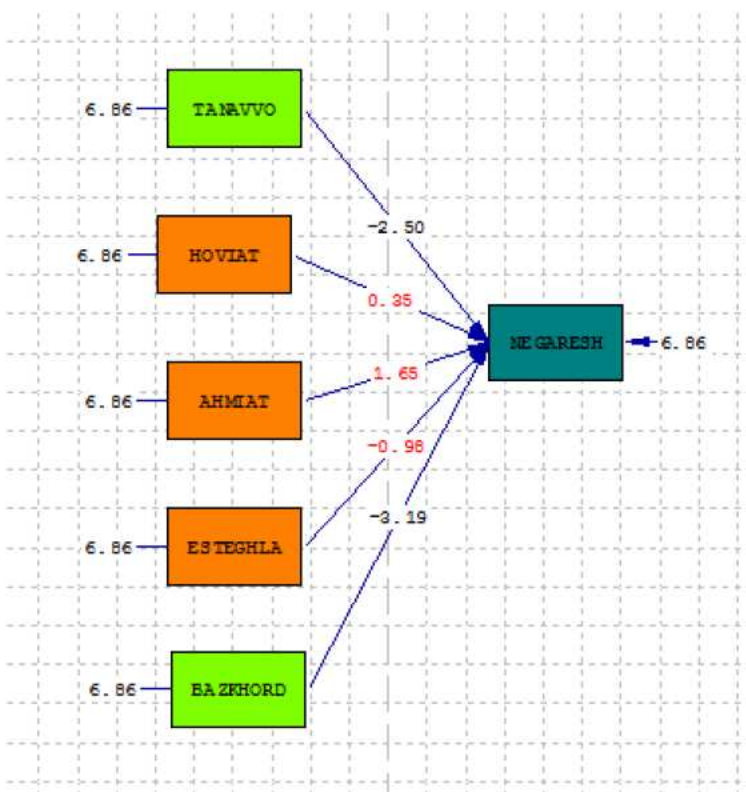 6.86 TANAVVO
-2.50
6.86 HOVIAT
0.35
NEGARESH 6.86
1.65
6.86 AHMIAT
-0.98
-3.19
6.86 ESTEGHLA
6.86 BAZKHORD